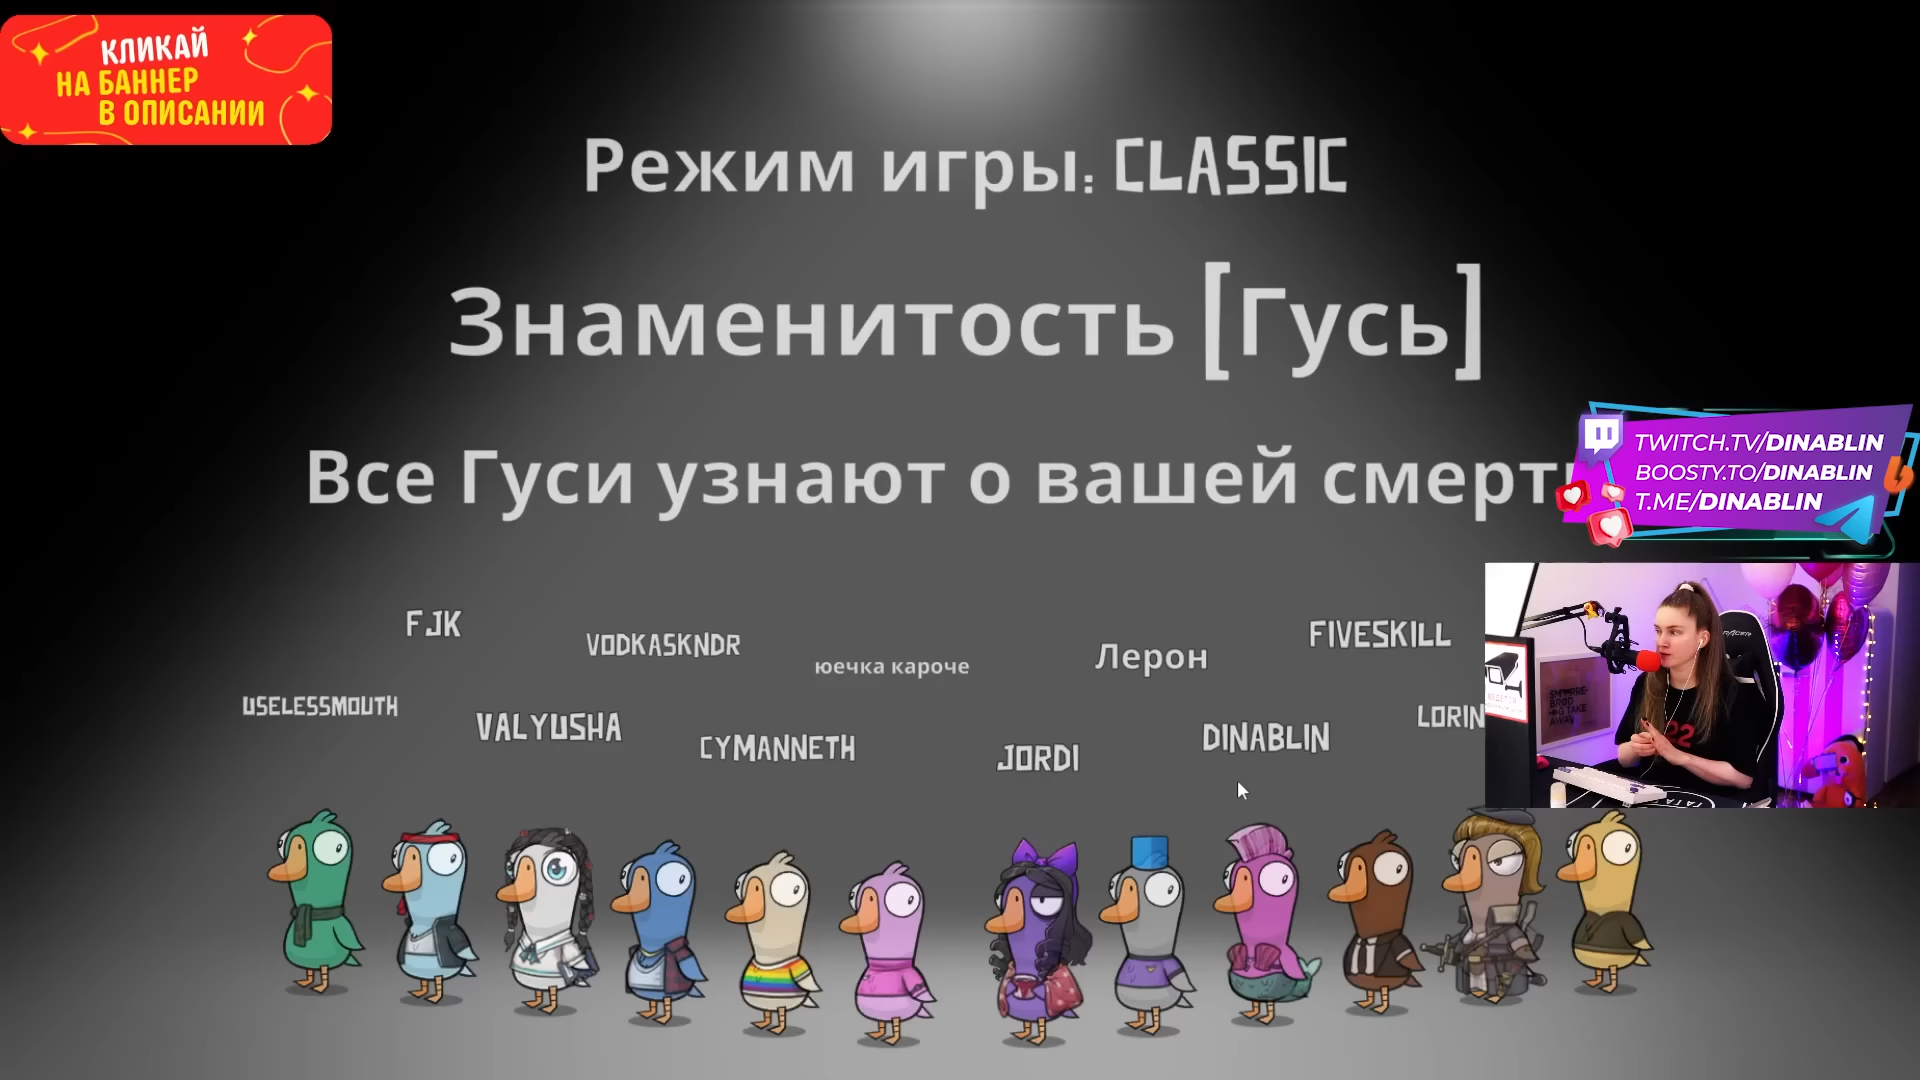 КЛИКАЙ
НА БАННЕР
В ОПИСАНИИ
Режим игры: CLASSIC
Знаменитость [Гусь]
Все Гуси узнают о вашей смерт
TWITCH.TV/DINABLIN
BOOSTY.TO/DINABLIN
T.ME/DINABLIN
FJK
VODKASKNDR
юечка кароче
Лерон
FIVESKILL
USELESSMOUTH
VALYUSHA
CYMANNETH
JORDI
DINABLIN
LORIN